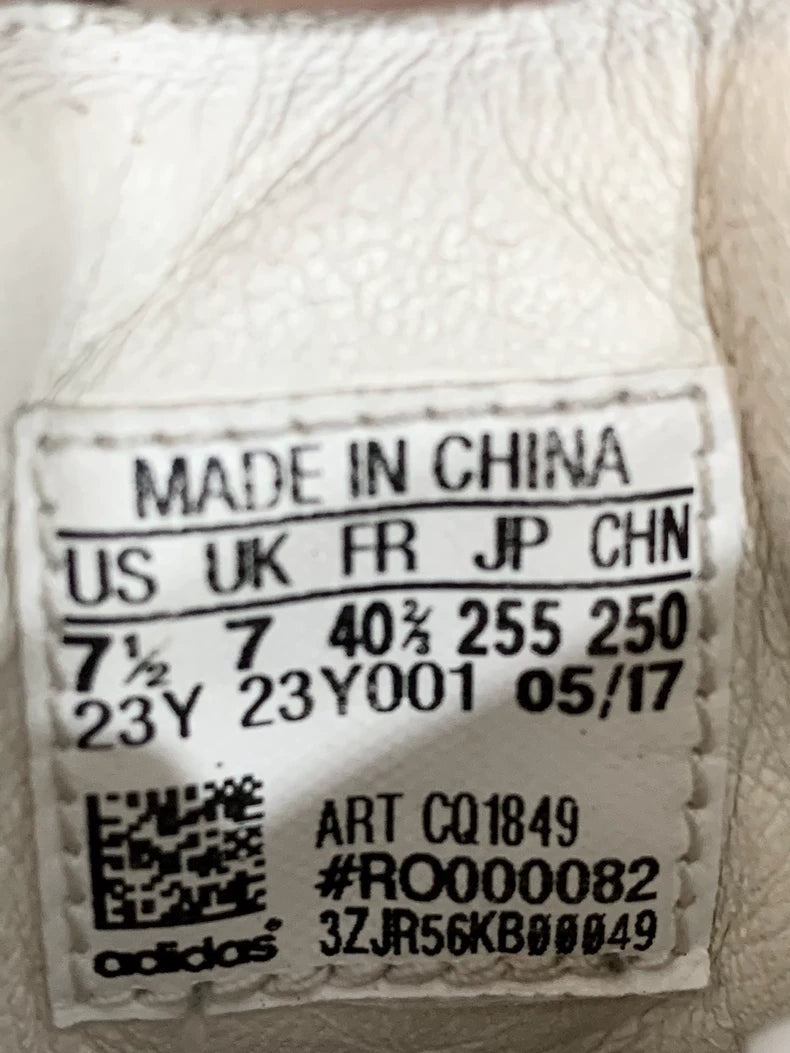 MADE IN CHINA
US UK FR JP CHN
7½ 7 40⅔ 255 250
23Y 23Y001 05/17
ART CQ1849
#RO000082
3ZJR56KB00049
adidas